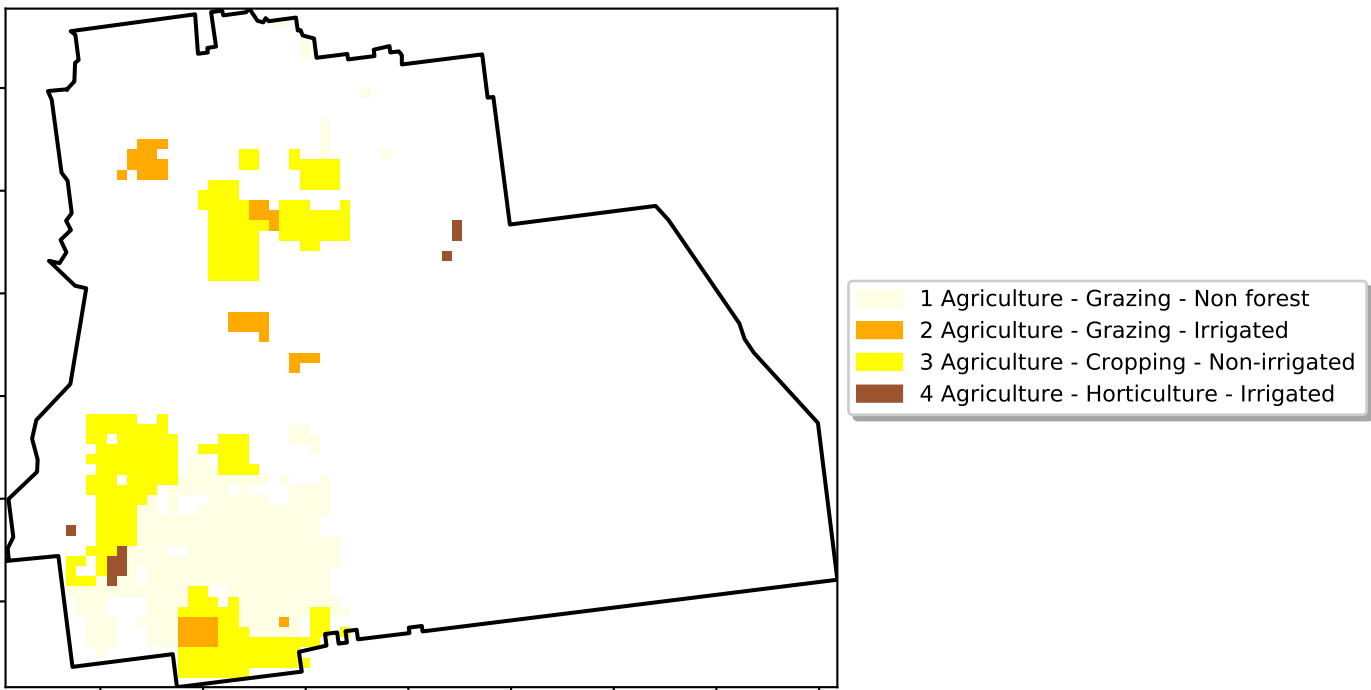 1 Agriculture - Grazing - Non forest
2 Agriculture - Grazing - Irrigated
3 Agriculture - Cropping - Non-irrigated
4 Agriculture - Horticulture - Irrigated